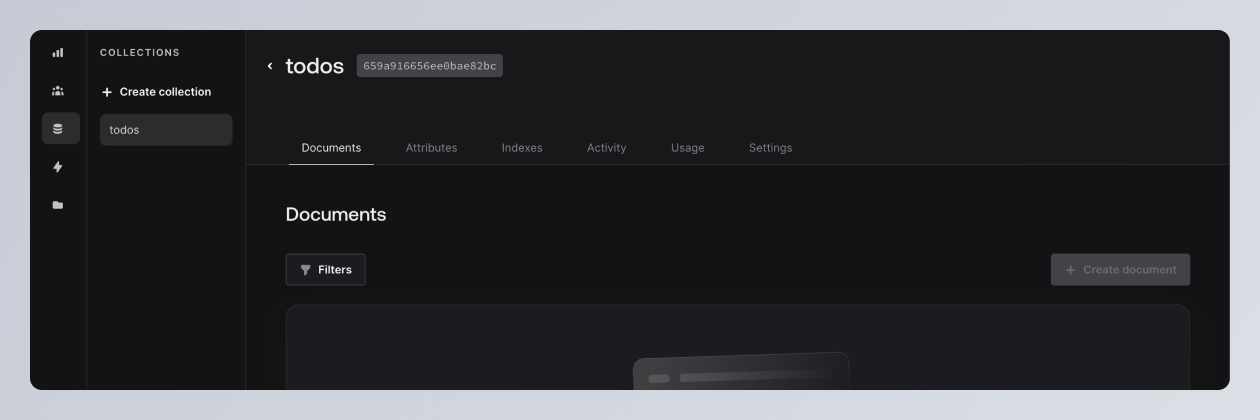 COLLECTIONS
Create collection
todos
todos 659a916656ee0bae82bc
Documents Attributes Indexes Activity Usage Settings
Documents
Filters
Create document